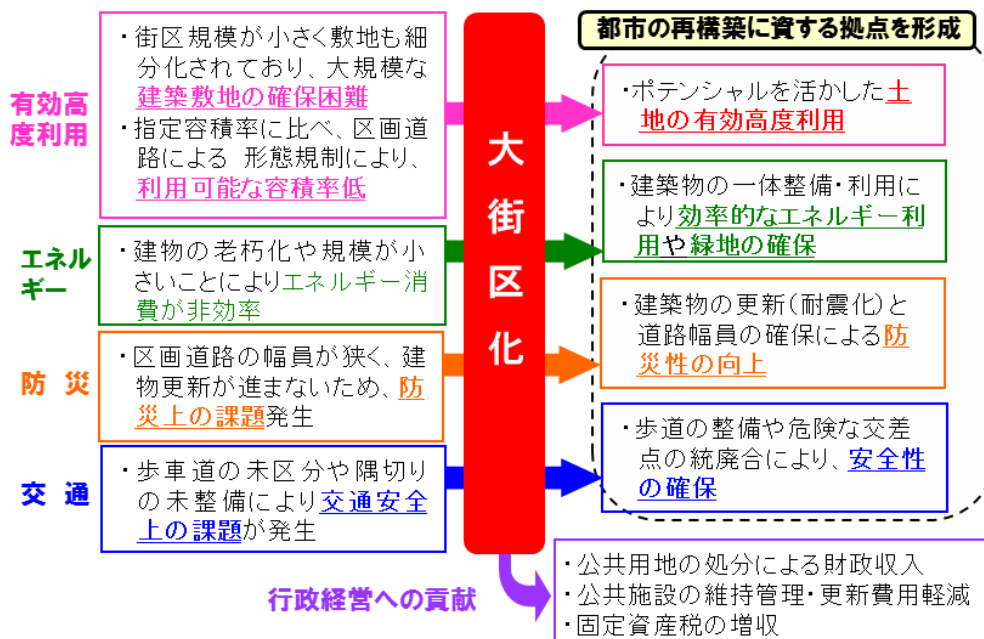 都市の再構築に資する拠点を形成
有効高
度利用
・街区規模が小さく敷地も細
分化されており、大規模な
建築敷地の確保困難
・指定容積率に比べ、区画道
路による 形態規制により、
利用可能な容積率低
大街区化
・ポテンシャルを活かした土
地の有効高度利用
エネル
ギー
・建物の老朽化や規模が小
さいことによりエネルギー消
費が非効率
・建築物の一体整備・利用に
より効率的なエネルギー利
用や緑地の確保
防 災
・区画道路の幅員が狭く、建
物更新が進まないため、防
災上の課題発生
・建築物の更新(耐震化)と
道路幅員の確保による防
災性の向上
交 通
・歩車道の未区分や隅切り
の未整備により交通安全
上の課題が発生
・歩道の整備や危険な交差
点の統廃合により、安全性
の確保
行政経営への貢献
・公共用地の処分による財政収入
・公共施設の維持管理・更新費用軽減
・固定資産税の増収